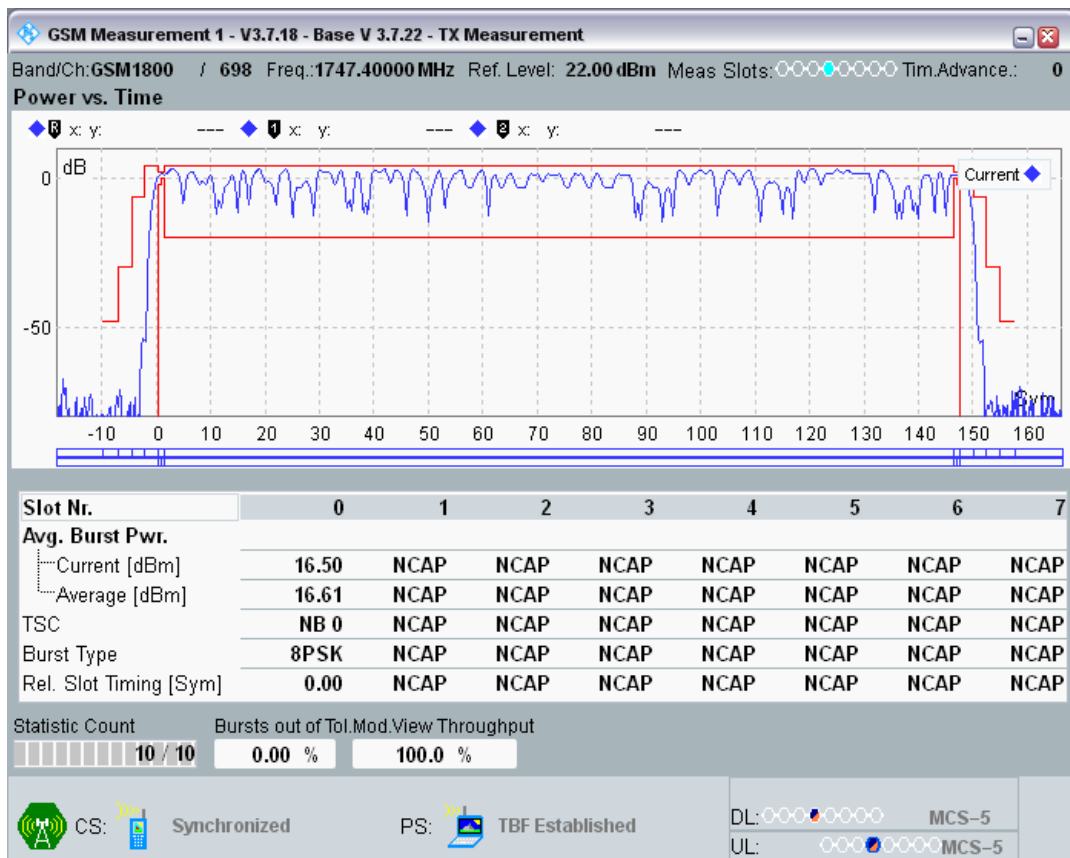 GSM Measurement 1 - V3.7.18 - Base V 3.7.22 - TX Measurement
Band/Ch:GSM1800 / 698 Freq.:1747.40000 MHz Ref. Level: 22.00 dBm Meas Slots: Tim.Advance.: 0
Power vs. Time
R x: y: --- 1 x: y: --- 2 x: y: ---
dB
Current
0
-50
Sym
-10 0 10 20 30 40 50 60 70 80 90 100 110 120 130 140 150 160
Slot Nr. 0 1 2 3 4 5 6 7
Avg. Burst Pwr.
Current [dBm] 16.50 NCAP NCAP NCAP NCAP NCAP NCAP NCAP
Average [dBm] 16.61 NCAP NCAP NCAP NCAP NCAP NCAP NCAP
TSC NB 0 NCAP NCAP NCAP NCAP NCAP NCAP NCAP
Burst Type 8PSK NCAP NCAP NCAP NCAP NCAP NCAP NCAP
Rel. Slot Timing [Sym] 0.00 NCAP NCAP NCAP NCAP NCAP NCAP NCAP
Statistic Count Bursts out of Tol.Mod.View Throughput
10 / 10 0.00 % 100.0 %
CS: Synchronized PS: TBF Established
DL: MCS-5
UL: MCS-5